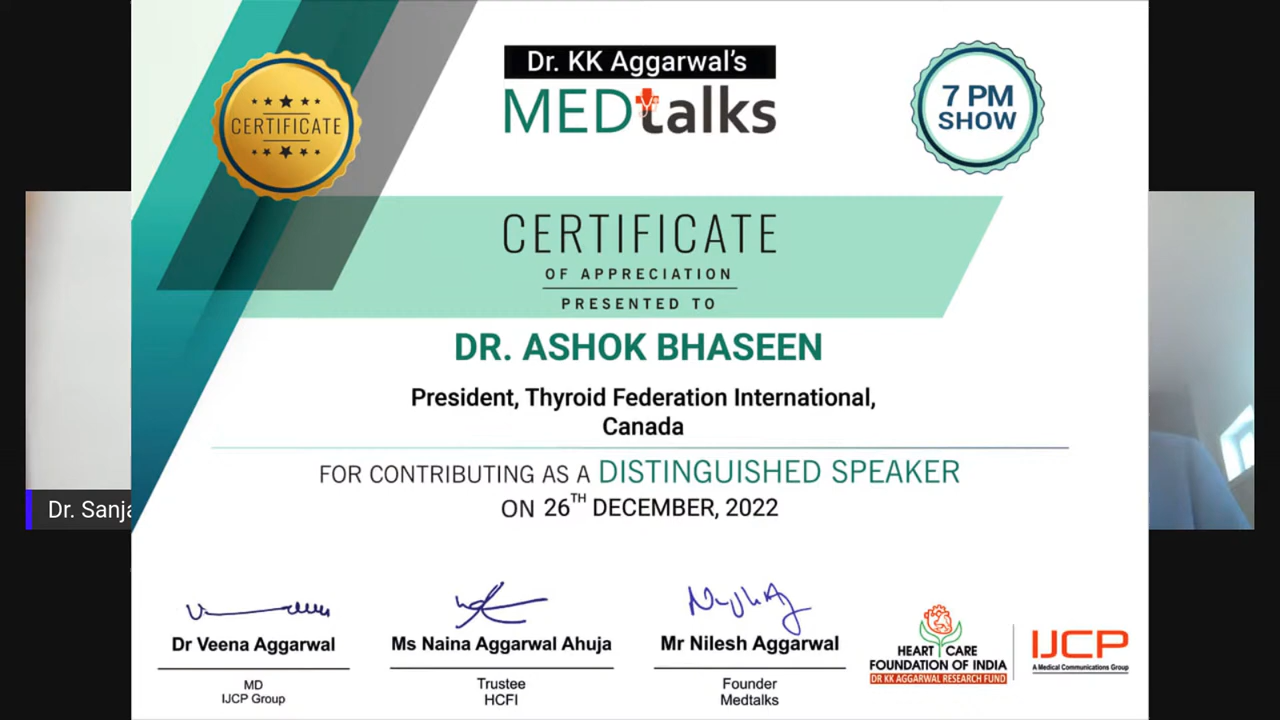 Dr. KK Aggarwal's
MEDtalks
CERTIFICATE
7 PM
SHOW
CERTIFICATE
OF APPRECIATION
PRESENTED TO
DR. ASHOK BHASEEN
President, Thyroid Federation International,
Canada
FOR CONTRIBUTING AS A DISTINGUISHED SPEAKER
ON 26TH DECEMBER, 2022
Dr. Sanja
Dr Veena Aggarwal
MD
IJCP Group
Ms Naina Aggarwal Ahuja
Trustee
HCFI
Mr Nilesh Aggarwal
Founder
Medtalks
HEART CARE
FOUNDATION OF INDIA
DR KK AGGARWAL RESEARCH FUND
IJCP
A Medical Communications Group